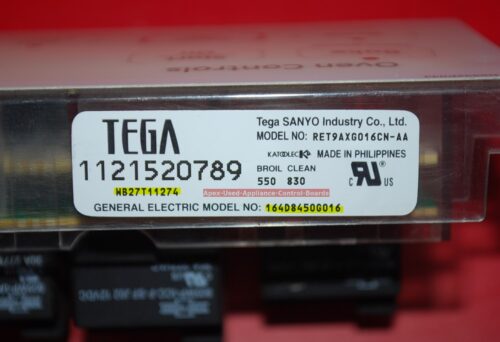 Oven Controls
TEGA
Tega SANYO Industry Co., Ltd.
MODEL NO: RET9AXG016CN-AA
KATOLEC K MADE IN PHILIPPINES
1121520789
BROIL CLEAN
550 830
C US
WB27T11274
Apex-Used-Appliance-Control-Boards
GENERAL ELECTRIC MODEL NO: 164D8450G016